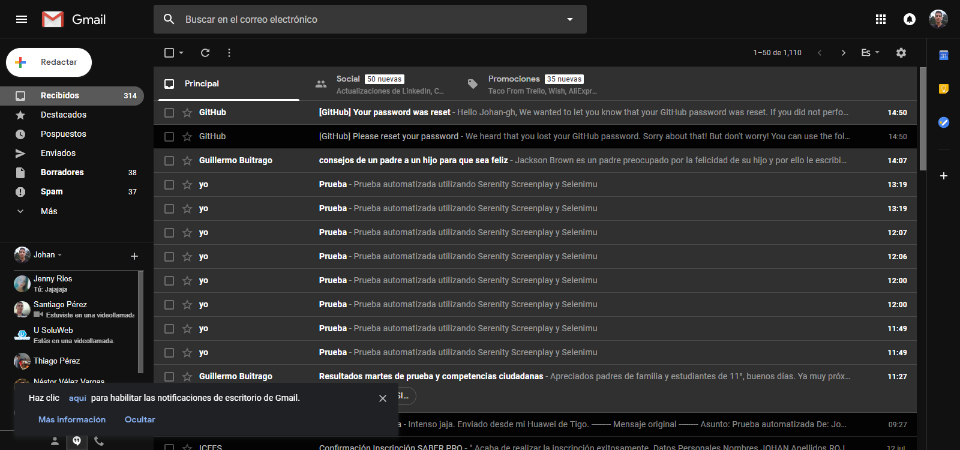 Gmail
Buscar en el correo electrónico
Redactar
1–50 de 1,110
Es
Recibidos 314
Destacados
Pospuestos
Enviados
Borradores 38
Spam 37
Más
Johan
Jenny Ríos
Tú: Jajajaja
Santiago Pérez
Estuviste en una videollamada
U SoluWeb
Estás en una videollamada.
Thiago Pérez
Néstor Vélez Vargas
Principal
Social 50 nuevas
Actualizaciones de LinkedIn, C...
Promociones 35 nuevas
Taco From Trello, Wish, AliExpr...
GitHub [GitHub] Your password was reset - Hello Johan-gh, We wanted to let you know that your GitHub password was reset. If you did not perfo... 14:50
GitHub [GitHub] Please reset your password - We heard that you lost your GitHub password. Sorry about that! But don't worry! You can use the fol... 14:50
Guillermo Buitrago consejos de un padre a un hijo para que sea feliz - Jackson Brown es un padre preocupado por la felicidad de su hijo y por ello le escribi... 14:07
yo Prueba - Prueba automatizada utilizando Serenity Screenplay y Selenimu 13:19
yo Prueba - Prueba automatizada utilizando Serenity Screenplay y Selenimu 13:19
yo Prueba - Prueba automatizada utilizando Serenity Screenplay y Selenimu 12:07
yo Prueba - Prueba automatizada utilizando Serenity Screenplay y Selenimu 12:06
yo Prueba - Prueba automatizada utilizando Serenity Screenplay y Selenimu 12:00
yo Prueba - Prueba automatizada utilizando Serenity Screenplay y Selenimu 12:00
yo Prueba - Prueba automatizada utilizando Serenity Screenplay y Selenimu 11:49
yo Prueba - Prueba automatizada utilizando Serenity Screenplay y Selenimu 11:49
Guillermo Buitrago Resultados martes de prueba y competencias ciudadanas - Apreciados padres de familia y estudiantes de 11°, buenos días. Ya muy próx... 11:27
- Intenso jaja. Enviado desde mi Huawei de Tigo. ——— Mensaje original ——— Asunto: Prueba automatizada De: Jo... 09:27
ICFES Confirmación Inscripción SABER PRO - " Acaba de realizar la inscripción exitosamente. Datos Personales Nombres JOHAN Apellidos ROJ... 12 jul.
Haz clic aquí para habilitar las notificaciones de escritorio de Gmail.
Más información Ocultar